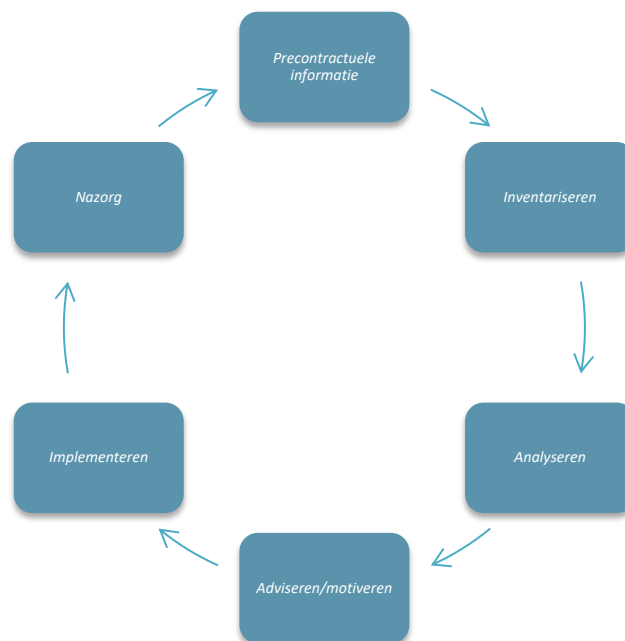 Precontractuele
informatie
Inventariseren
Analyseren
Adviseren/motiveren
Implementeren
Nazorg